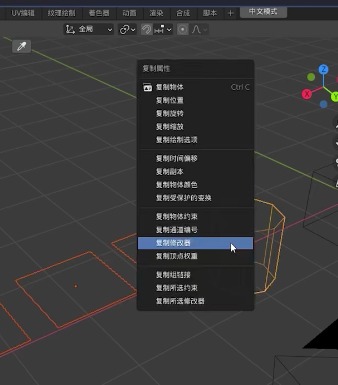 UV编辑 纹理绘制 着色器 动画 渲染 合成 脚本 + 中文模式
全局
Z
X
Y
复制属性
复制物体 Ctrl C
复制位置
复制旋转
复制缩放
复制绘制选项
复制时间偏移
复制副本
复制物体颜色
复制受保护的变换
复制物体约束
复制通道编号
复制修改器
复制顶点权重
复制组链接
复制所选约束
复制所选修改器